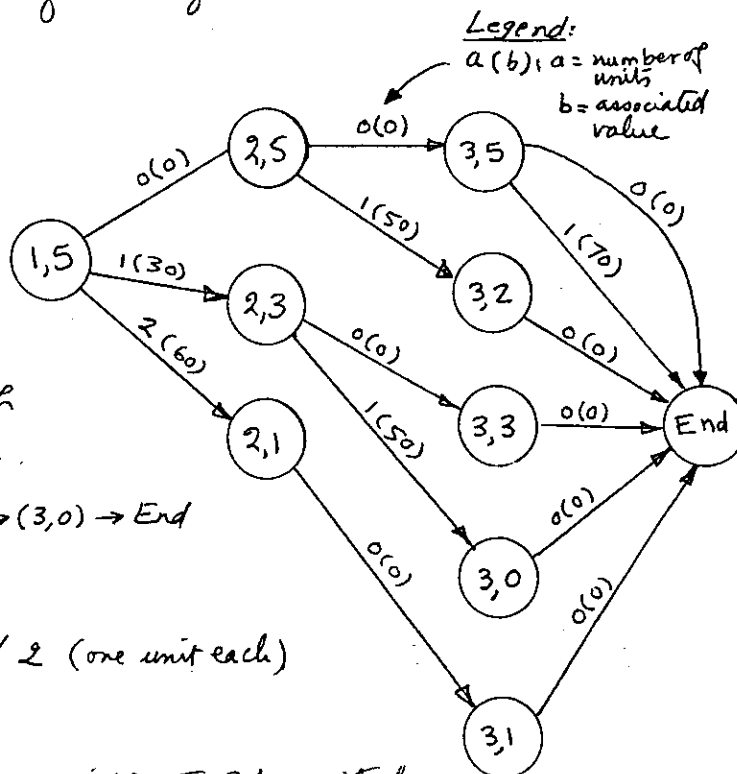 Legend:
a(b), a = number of
units
b = associated
value
0(0)
2,5
3,5
0(0)
0(0)
1(50)
1(70)
1,5
1(30)
2,3
3,2
2(60)
0(0)
0(0)
2,1
1(50)
3,3
0(0)
End
→ (3,0) → End
0(0)
0(0)
3,0
0(0)
2 (one unit each)
3,1